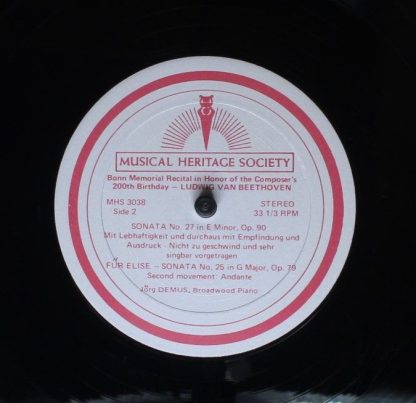 MUSICAL HERITAGE SOCIETY
Bonn Memorial Recital in Honor of the Composer's
200th Birthday – LUDWIG VAN BEETHOVEN
MHS 3038 STEREO
Side 2 33 1/3 RPM
SONATA No. 27 in E Minor, Op. 90
Mit Lebhaftigkeit und durchaus mit Empfindung und
Ausdruck - Nicht zu geschwind und sehr
singbar vorgetragen
FÜR ELISE – SONATA No. 25 in G Major, Op. 79
Second movement: Andante
Jörg DEMUS, Broadwood Piano